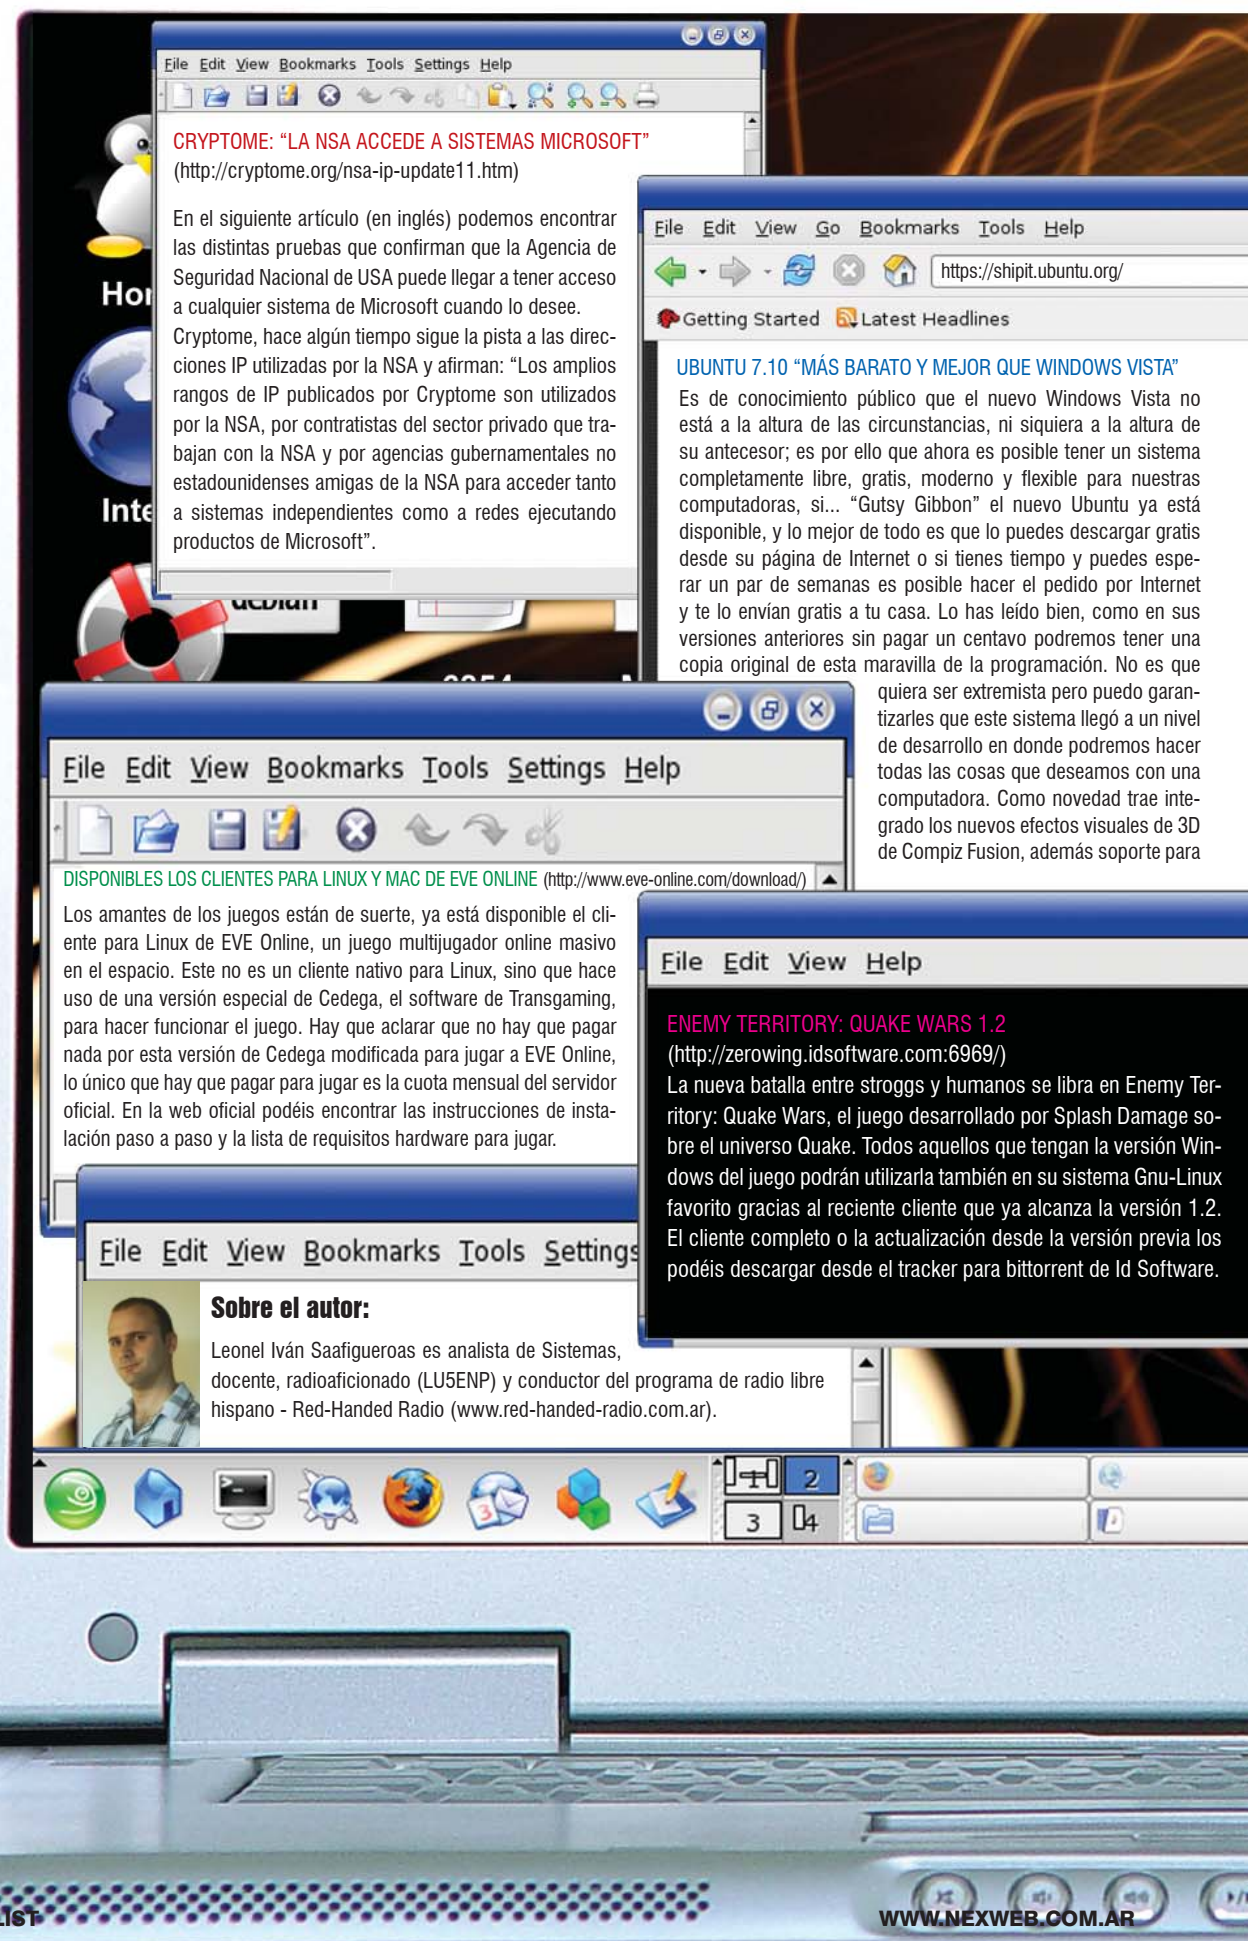 File Edit View Bookmarks Tools Settings Help
CRYPTOME: “LA NSA ACCEDE A SISTEMAS MICROSOFT”
(http://cryptome.org/nsa-ip-update11.htm)
En el siguiente artículo (en inglés) podemos encontrar
las distintas pruebas que confirman que la Agencia de
Seguridad Nacional de USA puede llegar a tener acceso
a cualquier sistema de Microsoft cuando lo desee.
Cryptome, hace algún tiempo sigue la pista a las direc-
ciones IP utilizadas por la NSA y afirman: “Los amplios
rangos de IP publicados por Cryptome son utilizados
por la NSA, por contratistas del sector privado que tra-
bajan con la NSA y por agencias gubernamentales no
estadounidenses amigas de la NSA para acceder tanto
a sistemas independientes como a redes ejecutando
productos de Microsoft”.
Hor
Inte
debian
File Edit View Go Bookmarks Tools Help
https://shipit.ubuntu.org/
Getting Started Latest Headlines
UBUNTU 7.10 “MÁS BARATO Y MEJOR QUE WINDOWS VISTA”
Es de conocimiento público que el nuevo Windows Vista no
está a la altura de las circunstancias, ni siquiera a la altura de
su antecesor; es por ello que ahora es posible tener un sistema
completamente libre, gratis, moderno y flexible para nuestras
computadoras, si... “Gutsy Gibbon” el nuevo Ubuntu ya está
disponible, y lo mejor de todo es que lo puedes descargar gratis
desde su página de Internet o si tienes tiempo y puedes espe-
rar un par de semanas es posible hacer el pedido por Internet
y te lo envían gratis a tu casa. Lo has leído bien, como en sus
versiones anteriores sin pagar un centavo podremos tener una
copia original de esta maravilla de la programación. No es que
quiera ser extremista pero puedo garan-
tizarles que este sistema llegó a un nivel
de desarrollo en donde podremos hacer
todas las cosas que deseamos con una
computadora. Como novedad trae inte-
grado los nuevos efectos visuales de 3D
de Compiz Fusion, además soporte para
File Edit View Bookmarks Tools Settings Help
DISPONIBLES LOS CLIENTES PARA LINUX Y MAC DE EVE ONLINE (http://www.eve-online.com/download/)
Los amantes de los juegos están de suerte, ya está disponible el cli-
ente para Linux de EVE Online, un juego multijugador online masivo
en el espacio. Este no es un cliente nativo para Linux, sino que hace
uso de una versión especial de Cedega, el software de Transgaming,
para hacer funcionar el juego. Hay que aclarar que no hay que pagar
nada por esta versión de Cedega modificada para jugar a EVE Online,
lo único que hay que pagar para jugar es la cuota mensual del servidor
oficial. En la web oficial podéis encontrar las instrucciones de insta-
lación paso a paso y la lista de requisitos hardware para jugar.
File Edit View Help
ENEMY TERRITORY: QUAKE WARS 1.2
(http://zerowing.idsoftware.com:6969/)
La nueva batalla entre stroggs y humanos se libra en Enemy Ter-
ritory: Quake Wars, el juego desarrollado por Splash Damage so-
bre el universo Quake. Todos aquellos que tengan la versión Win-
dows del juego podrán utilizarla también en su sistema Gnu-Linux
favorito gracias al reciente cliente que ya alcanza la versión 1.2.
El cliente completo o la actualización desde la versión previa los
podéis descargar desde el tracker para bittorrent de Id Software.
File Edit View Bookmarks Tools Settings
Sobre el autor:
Leonel Iván Saafigueroas es analista de Sistemas,
docente, radioaficionado (LU5ENP) y conductor del programa de radio libre
hispano - Red-Handed Radio (www.red-handed-radio.com.ar).
2
3 4
LIST
WWW.NEXWEB.COM.AR